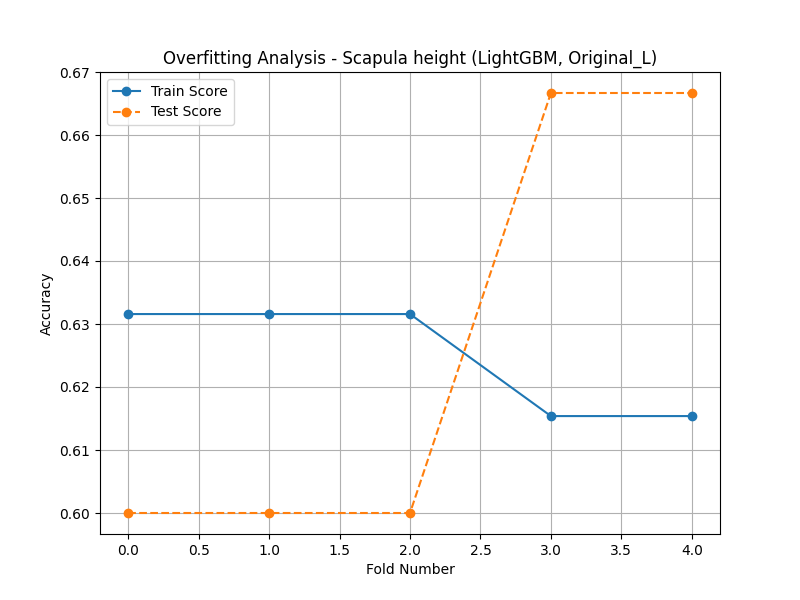 Overfitting Analysis - Scapula height (LightGBM, Original_L)
Train Score
Test Score
0.67
0.66
0.65
0.64
0.63
0.62
0.61
0.60
Accuracy
0.0 0.5 1.0 1.5 2.0 2.5 3.0 3.5 4.0
Fold Number